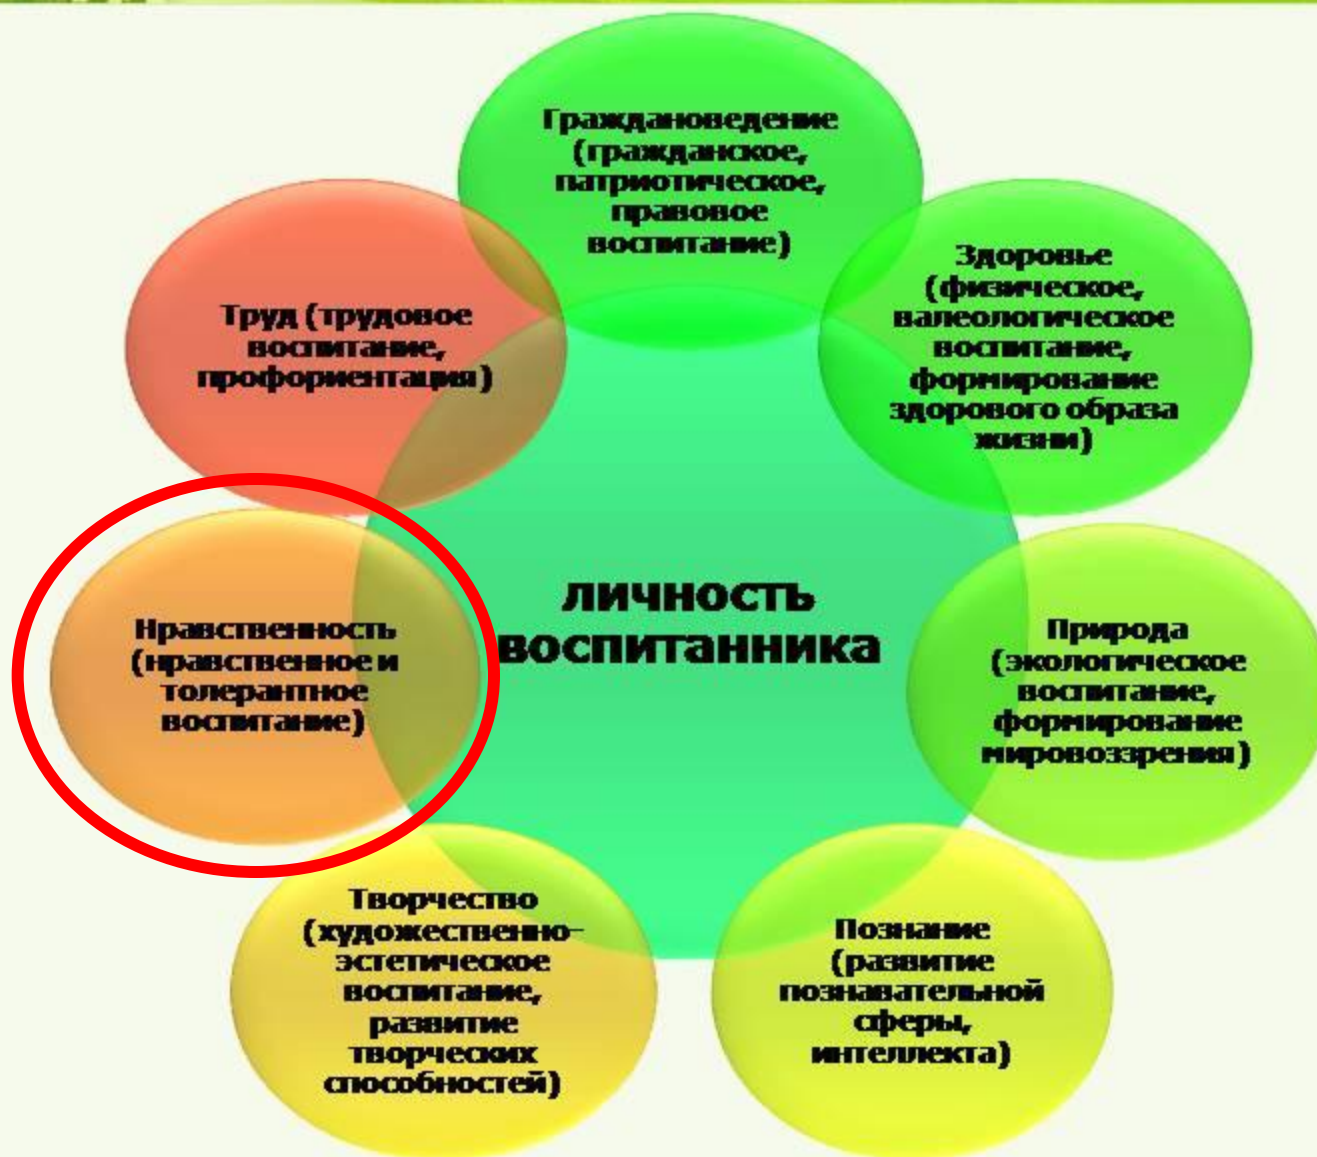 Граждановедение
(гражданское,
патриотическое,
правовое
воспитание)
Здоровье
(физическое,
валеологическое
воспитание,
формирование
здорового образа
жизни)
Труд (трудовое
воспитание,
профориентация)
личность
воспитанника
Нравственность
(нравственное и
толерантное
воспитание)
Природа
(экологическое
воспитание,
формирование
мировоззрения)
Творчество
(художественно-
эстетическое
воспитание,
развитие
творческих
способностей)
Познание
(развитие
познавательной
сферы,
интеллекта)